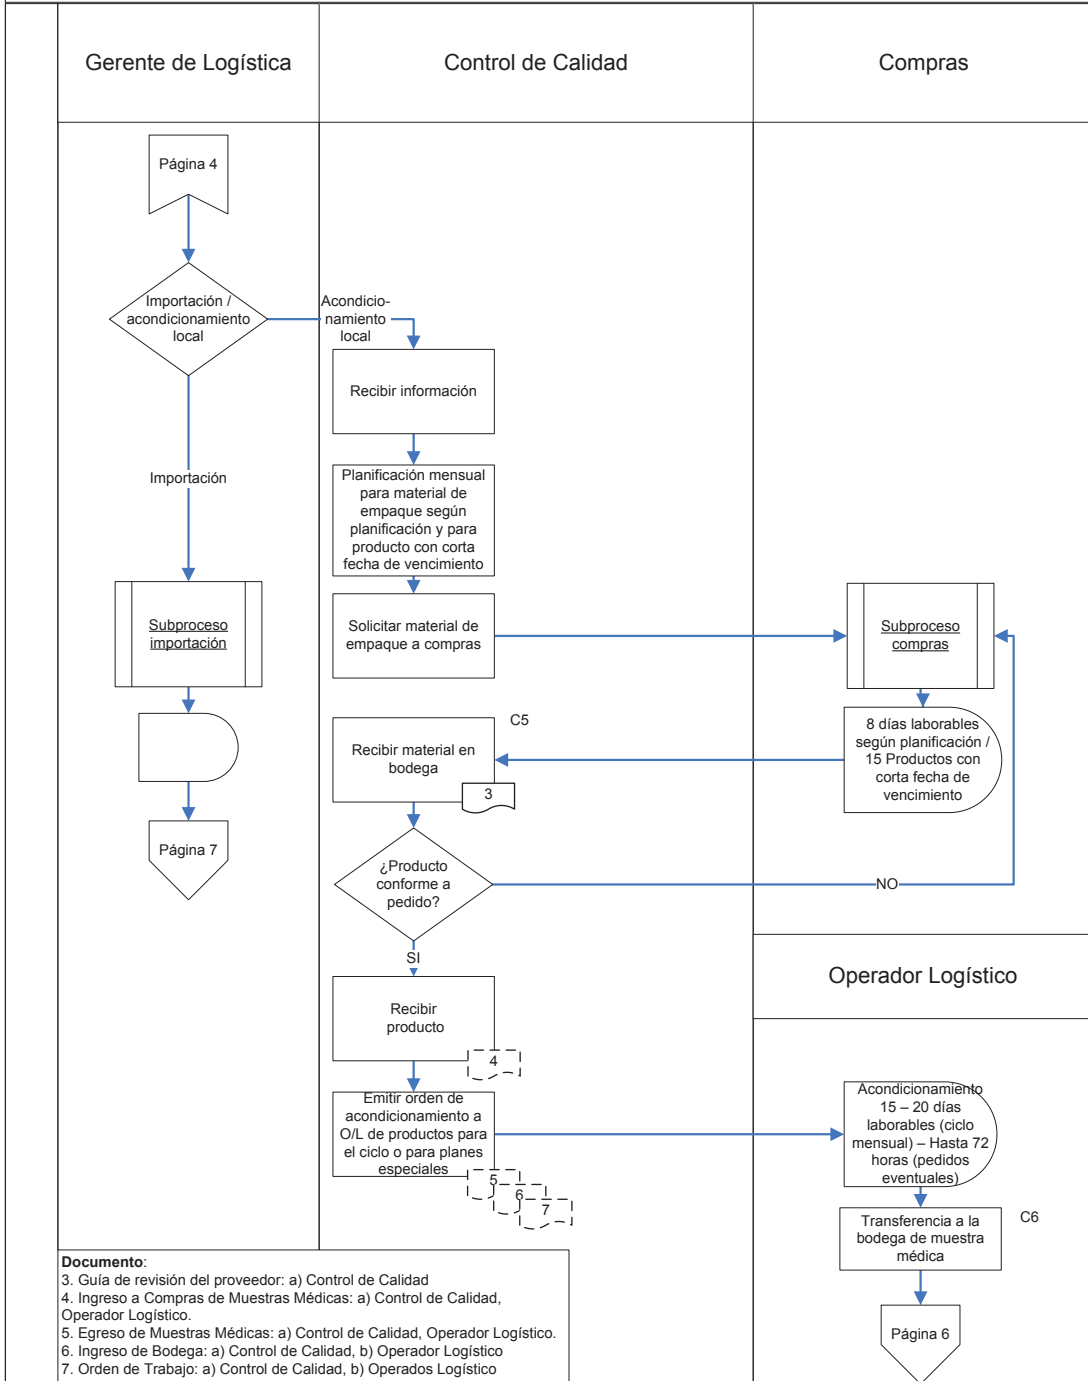 Gerente de Logística
Control de Calidad
Compras
Página 4
Importación /
acondicionamiento
local
Acondicio-
namiento
local
Recibir información
Planificación mensual
para material de
empaque según
planificación y para
producto con corta
fecha de vencimiento
Importación
Subproceso
importación
Solicitar material de
empaque a compras
Subproceso
compras
C5
8 días laborables
según planificación /
15 Productos con
corta fecha de
vencimiento
Recibir material en
bodega
3
Página 7
¿Producto
conforme a
pedido?
NO
SI
Operador Logístico
Recibir
producto
4
Emitir orden de
acondicionamiento a
O/L de productos para
el ciclo o para planes
especiales
5
6
7
Acondicionamiento
15 – 20 días
laborables (ciclo
mensual) – Hasta 72
horas (pedidos
eventuales)
C6
Transferencia a la
bodega de muestra
médica
Página 6
Documento:
3. Guía de revisión del proveedor: a) Control de Calidad
4. Ingreso a Compras de Muestras Médicas: a) Control de Calidad,
Operador Logístico.
5. Egreso de Muestras Médicas: a) Control de Calidad, Operador Logístico.
6. Ingreso de Bodega: a) Control de Calidad, b) Operador Logístico
7. Orden de Trabajo: a) Control de Calidad, b) Operados Logístico